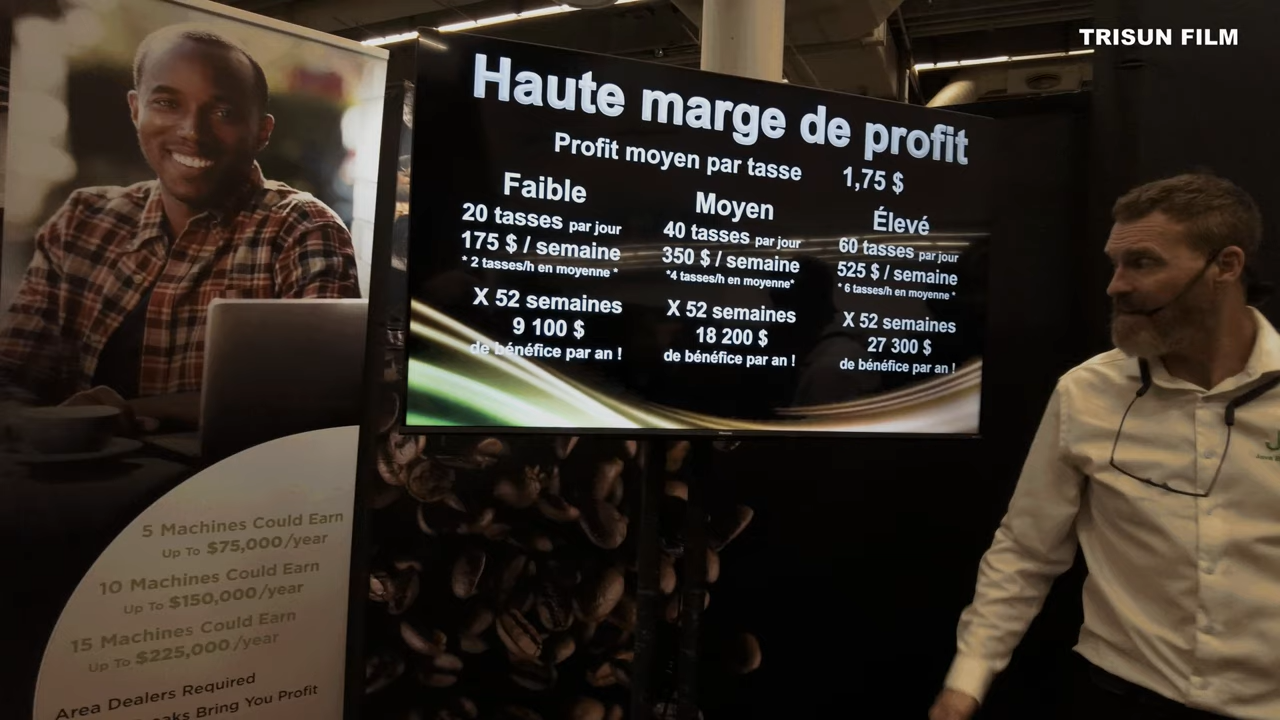 TRISUN FILM
Haute marge de profit
Profit moyen par tasse 1,75 $
Faible
20 tasses par jour
175 $ / semaine
* 2 tasses/h en moyenne *
X 52 semaines
9 100 $
de bénéfice par an !
Moyen
40 tasses par jour
350 $ / semaine
*4 tasses/h en moyenne*
X 52 semaines
18 200 $
de bénéfice par an !
Élevé
60 tasses par jour
525 $ / semaine
* 6 tasses/h en moyenne *
X 52 semaines
27 300 $
de bénéfice par an !
5 Machines Could Earn
Up To $75,000/year
10 Machines Could Earn
Up To $150,000/year
15 Machines Could Earn
Up To $225,000/year
Area Dealers Required
Bring You Profit